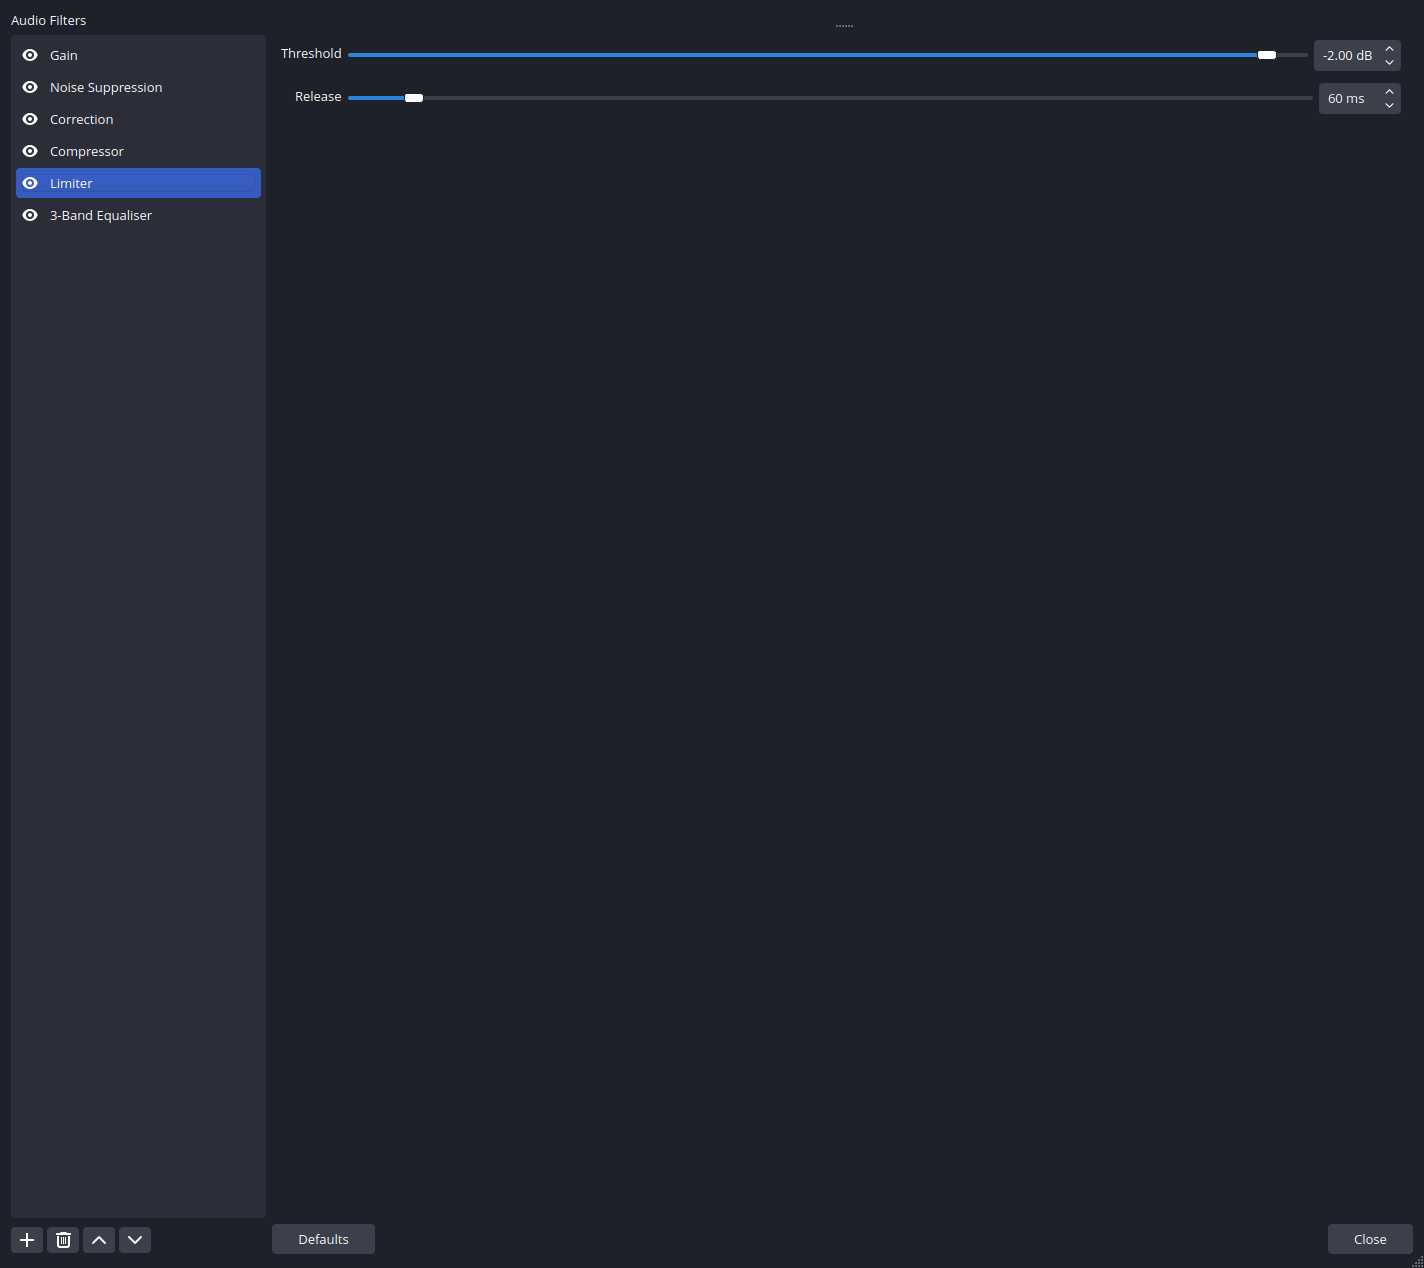 Audio Filters
Gain
Noise Suppression
Correction
Compressor
Limiter
3-Band Equaliser
Threshold
-2.00 dB
Release
60 ms
Defaults
Close